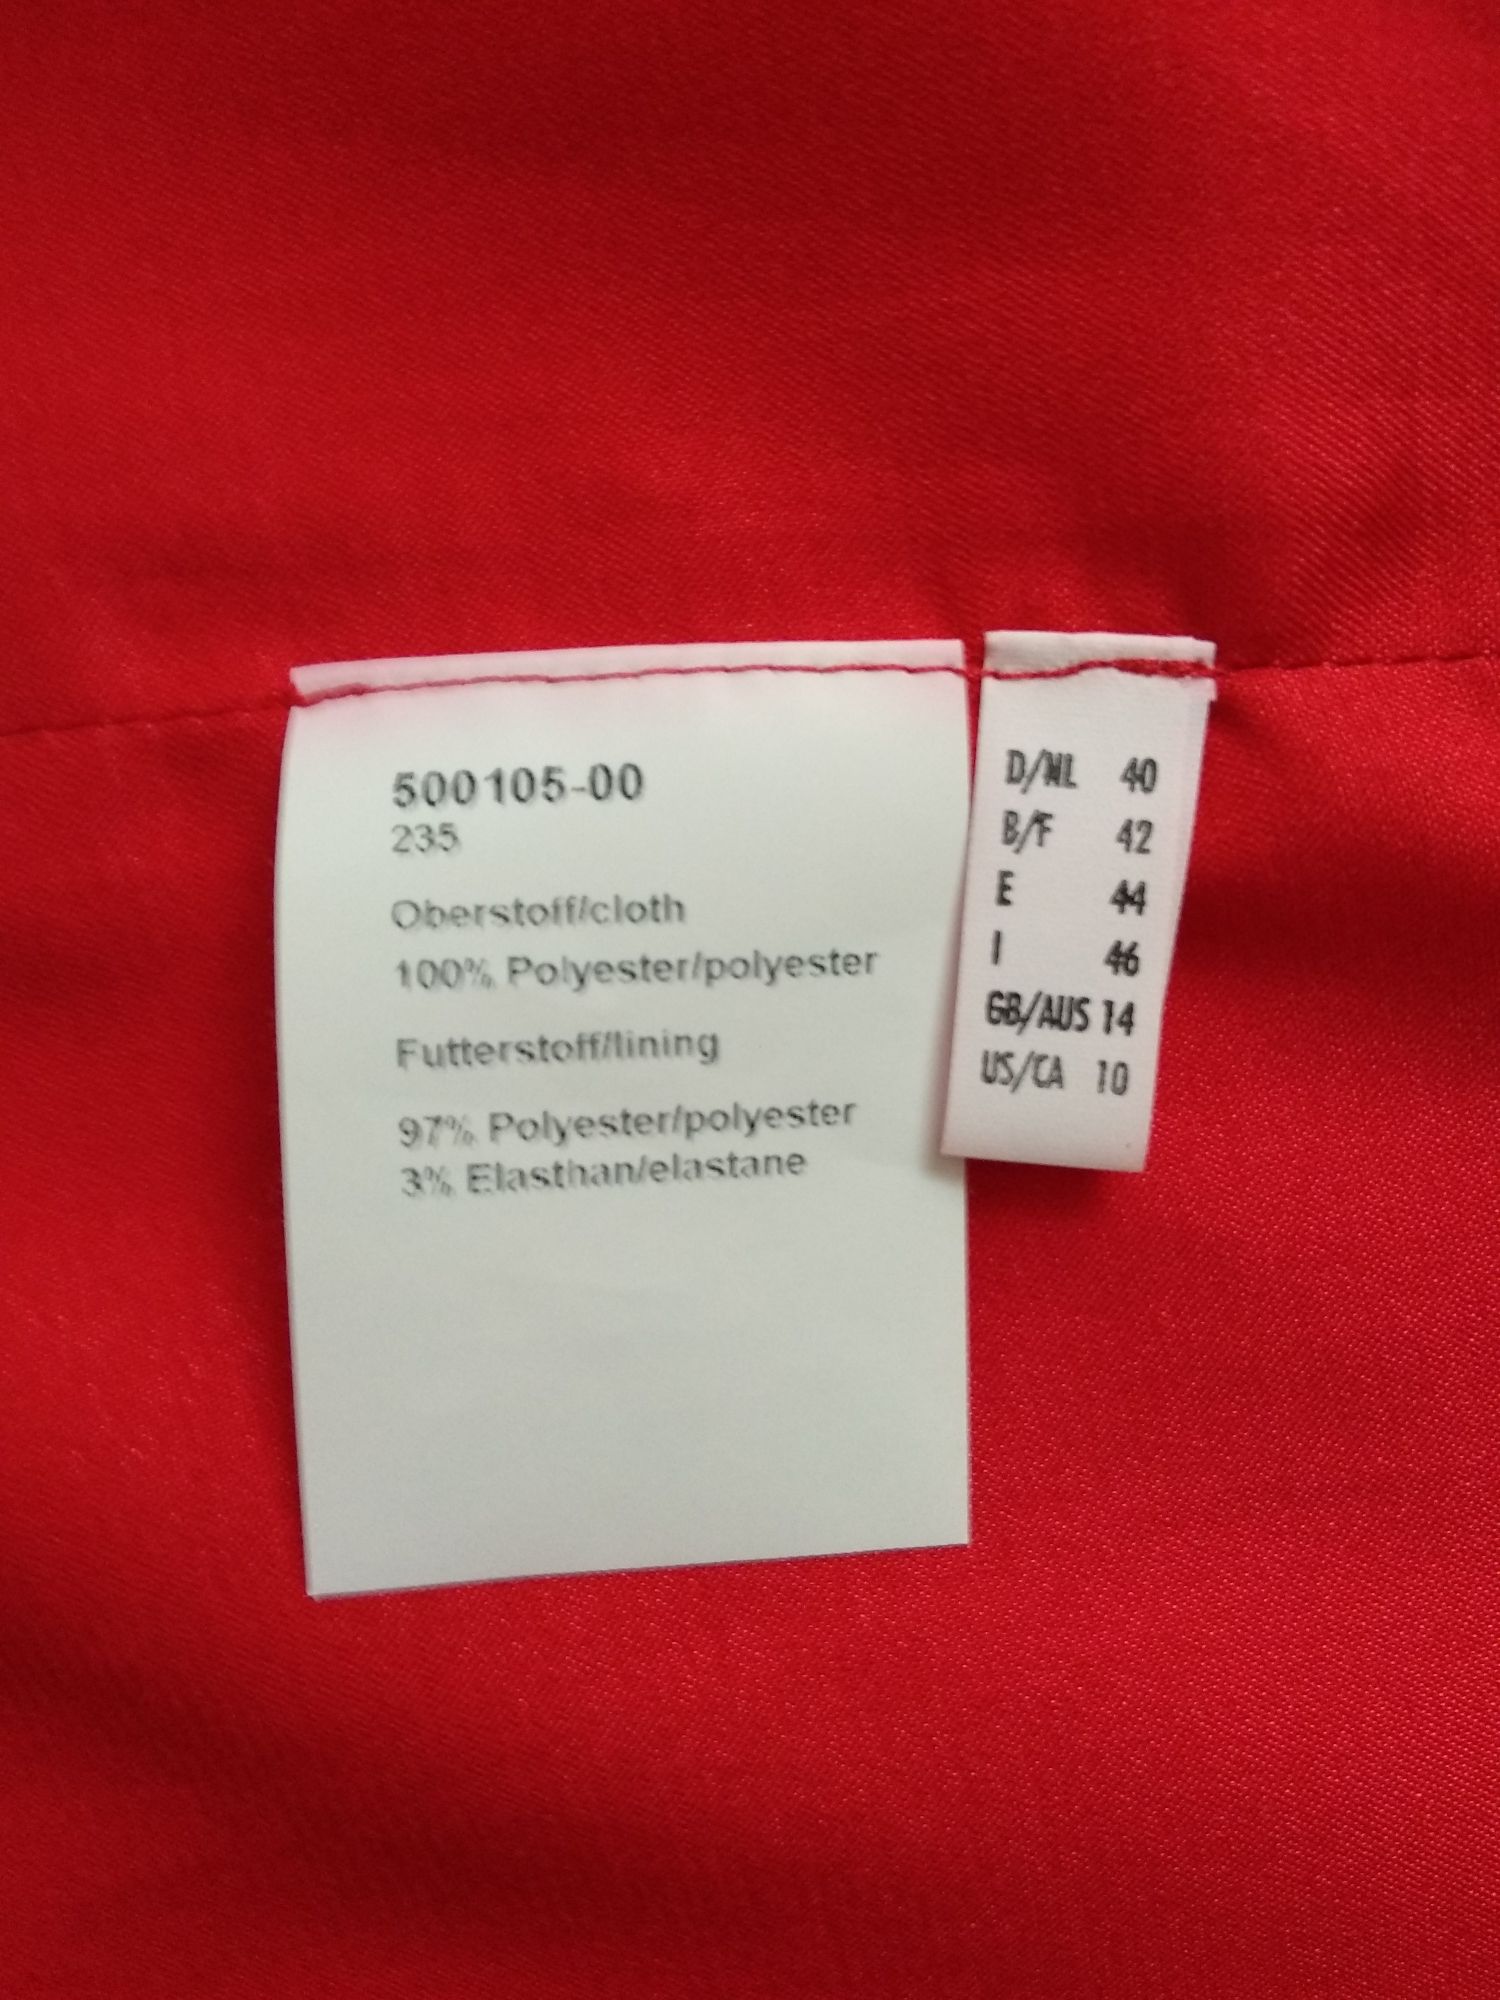 500105-00
235
Oberstoff/cloth
100% Polyester/polyester
Futterstoff/lining
97% Polyester/polyester
3% Elasthan/elastane
D/NL 40
B/F 42
E 44
I 46
GB/AUS 14
US/CA 10